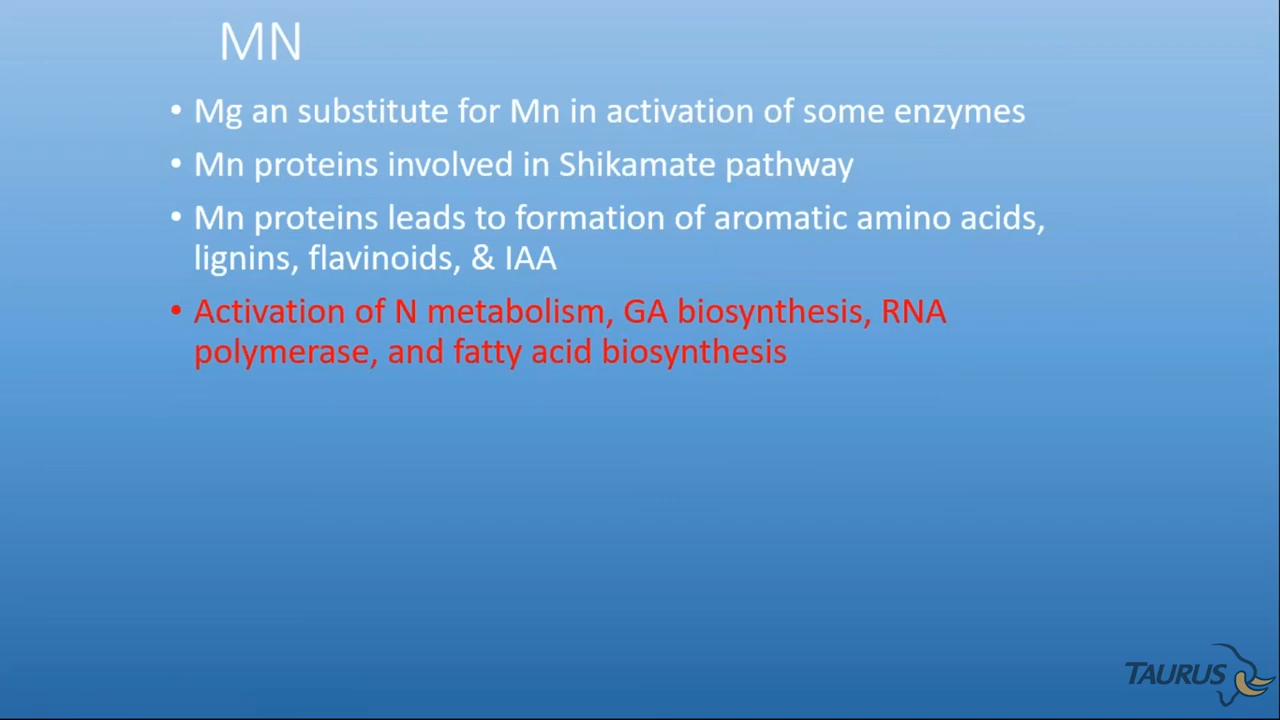 MN
• Mg an substitute for Mn in activation of some enzymes
• Mn proteins involved in Shikamate pathway
• Mn proteins leads to formation of aromatic amino acids,
lignins, flavinoids, & IAA
• Activation of N metabolism, GA biosynthesis, RNA
polymerase, and fatty acid biosynthesis
TAURUS